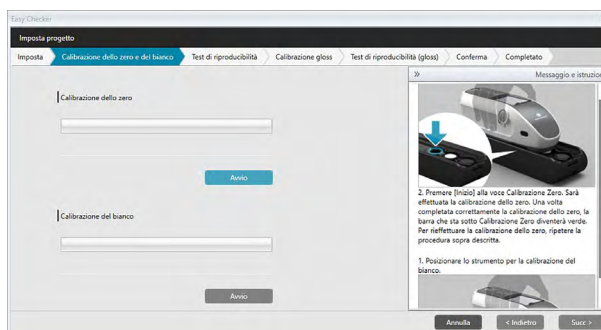 Easy Checker
Imposta progetto
Imposta
Calibrazione dello zero e del bianco
Test di riproducibilità
Calibrazione gloss
Test di riproducibilità (gloss)
Conferma
Completato
»
Messaggio e istruzion
Calibrazione dello zero
Avvio
Calibrazione del bianco
Avvio
2. Premere [Inizio] alla voce Calibrazione Zero. Sarà
effettuata la calibrazione dello zero. Una volta
completata correttamente la calibrazione dello zero, la
barra che sta sotto Calibrazione Zero diventerà verde.
Per rieffettuare la calibrazione dello zero, ripetere la
procedura sopra descritta.
1. Posizionare lo strumento per la calibrazione del
bianco.
Annulla
< Indietro
Succ >